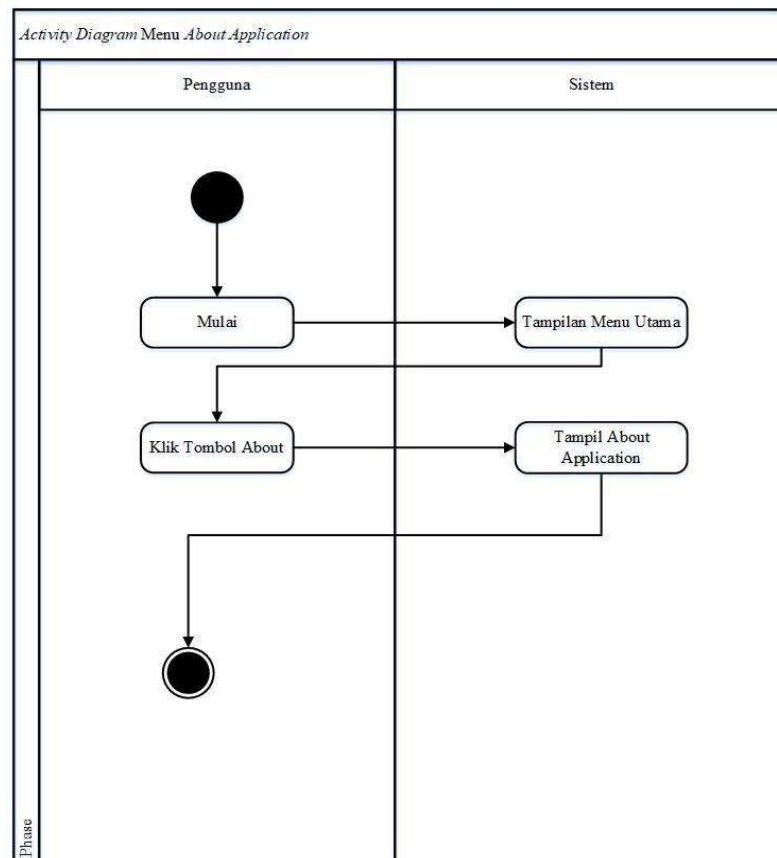 Activity Diagram Menu About Application
Pengguna
Sistem
Mulai
Tampilan Menu Utama
Klik Tombol About
Tampil About
Application
Phase